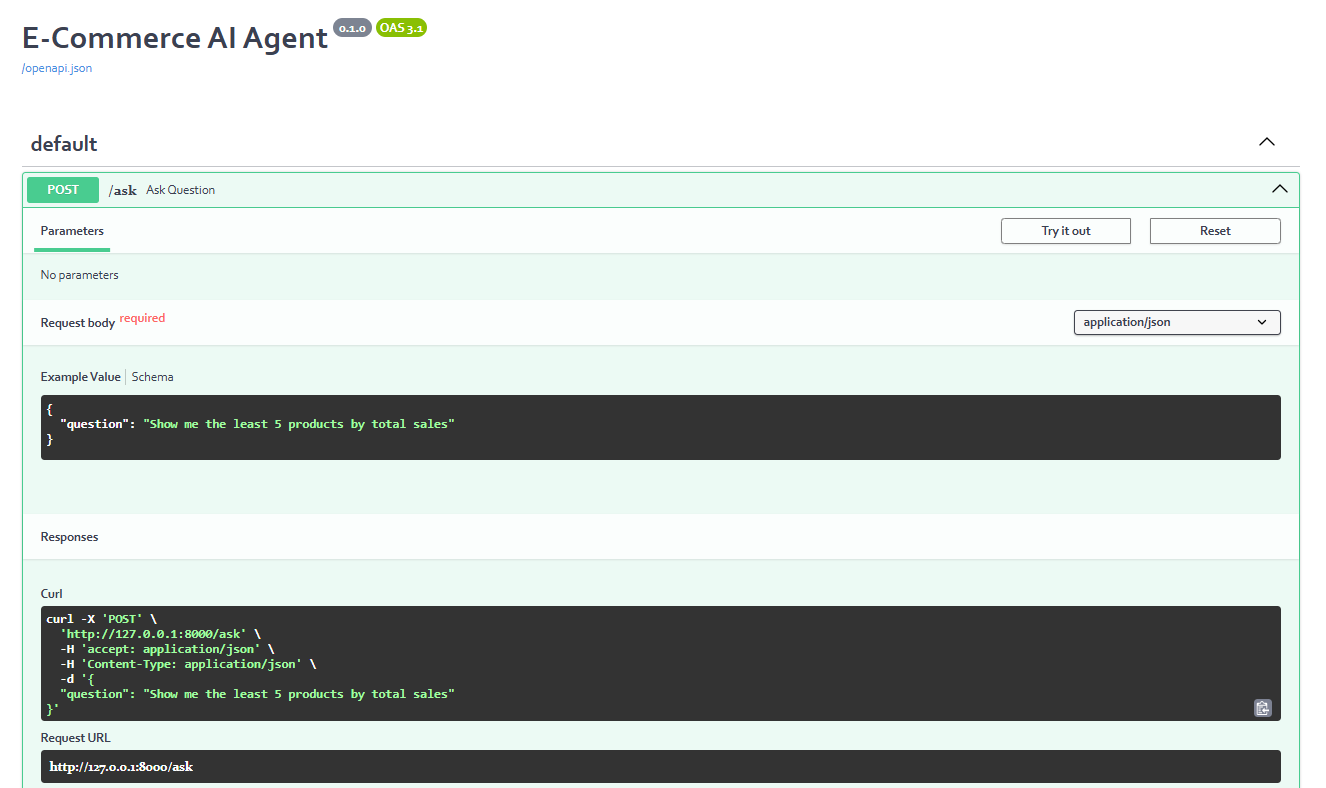 E-Commerce AI Agent 0.1.0 OAS 3.1
/openapi.json
default
POST /ask Ask Question
Parameters Try it out Reset
No parameters
Request body required application/json
Example Value Schema
{
  "question": "Show me the least 5 products by total sales"
}
Responses
Curl
curl -X 'POST' \
  'http://127.0.0.1:8000/ask' \
  -H 'accept: application/json' \
  -H 'Content-Type: application/json' \
  -d '{
  "question": "Show me the least 5 products by total sales"
}'
Request URL
http://127.0.0.1:8000/ask